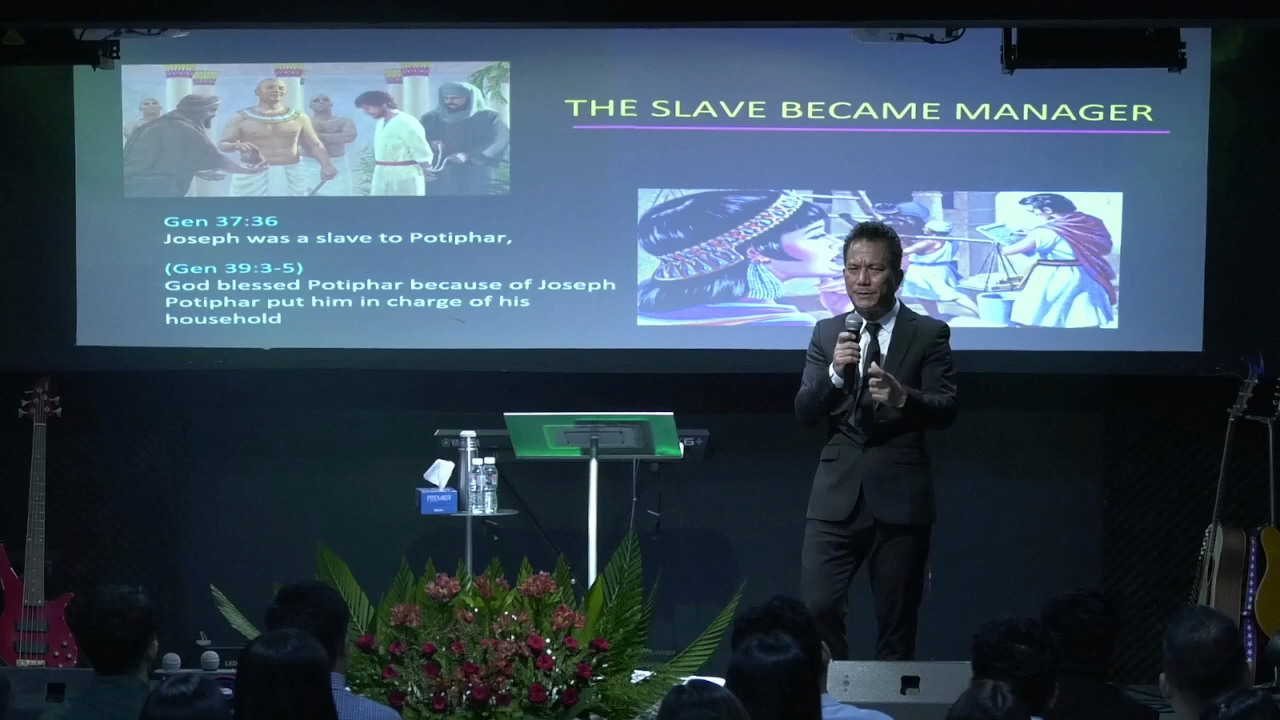 THE SLAVE BECAME MANAGER
Gen 37:36
Joseph was a slave to Potiphar,
(Gen 39:3-5)
God blessed Potiphar because of Joseph
Potiphar put him in charge of his
household
PREMIER